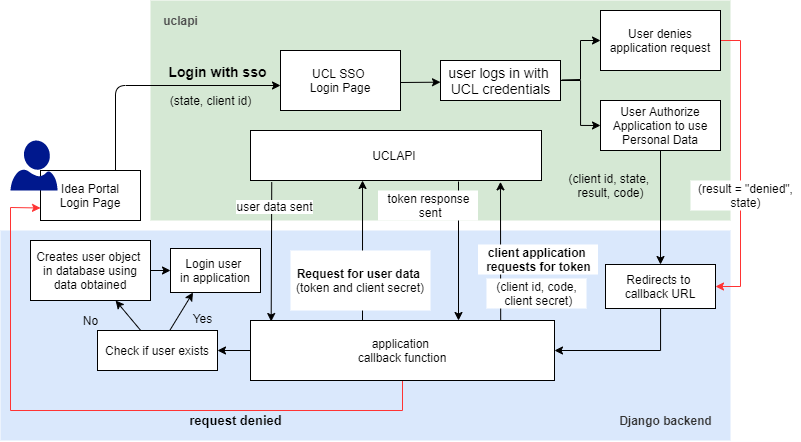 uclapi
User denies
application request
Login with sso
UCL SSO
Login Page
user logs in with
UCL credentials
(state, client id)
User Authorize
Application to use
Personal Data
UCLAPI
Idea Portal
Login Page
(client id, state,
result, code)
(result = "denied",
state)
user data sent
token response
sent
Creates user object
in database using
data obtained
Login user
in application
Request for user data
(token and client secret)
client application
requests for token
(client id, code,
client secret)
Redirects to
callback URL
No
Yes
Check if user exists
application
callback function
request denied
Django backend